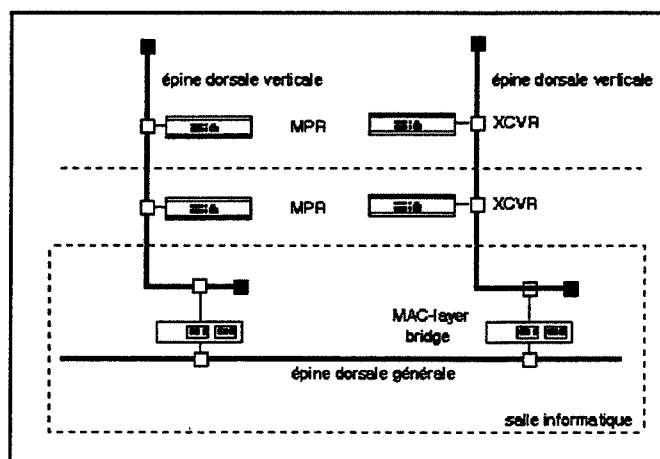 épine dorsale verticale
épine dorsale verticale
MPR
XCVR
MPR
XCVR
MAC-layer
bridge
épine dorsale générale
salle informatique